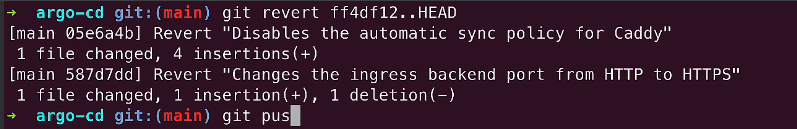 ➜ argo-cd git:(main) git revert ff4df12..HEAD
[main 05e6a4b] Revert "Disables the automatic sync policy for Caddy"
1 file changed, 4 insertions(+)
[main 587d7dd] Revert "Changes the ingress backend port from HTTP to HTTPS"
1 file changed, 1 insertion(+), 1 deletion(-)
➜ argo-cd git:(main) git pus